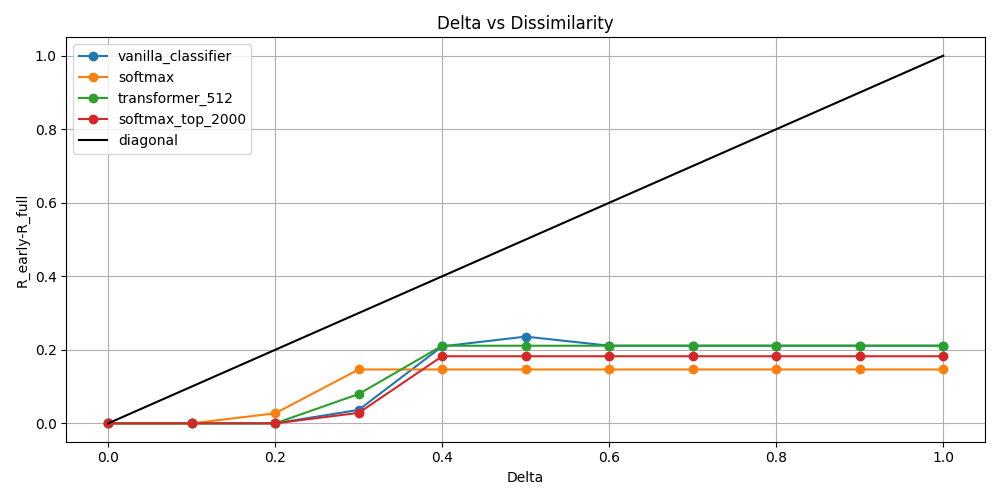 Delta vs Dissimilarity
vanilla_classifier
softmax
transformer_512
softmax_top_2000
diagonal
R_early-R_full
1.0
0.8
0.6
0.4
0.2
0.0
0.0 0.2 0.4 0.6 0.8 1.0
Delta